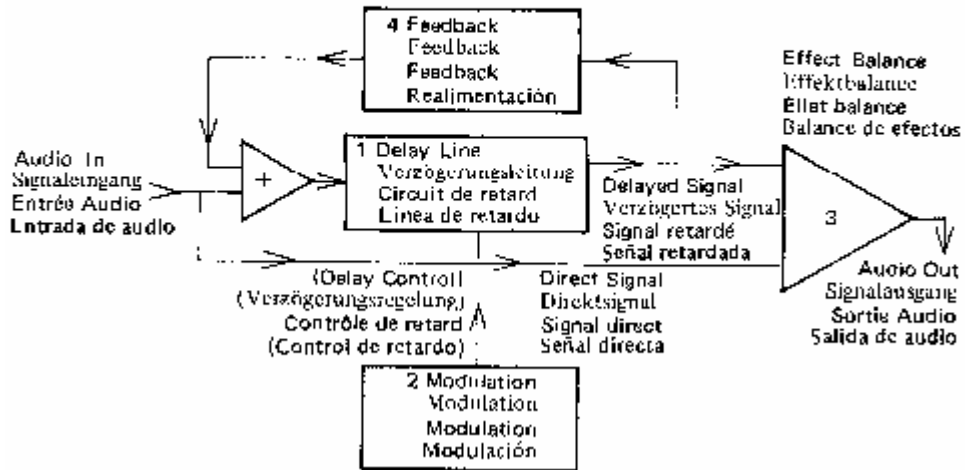 4 Feedback
Feedback
Feedback
Realimentación
Effect Balance
Effektbalance
Effet balance
Balance de efectos
Audio In
Signaleingang
Entrée Audio
Entrada de audio
+
1 Delay Line
Verzögerungsleitung
Circuit de retard
Línea de retardo
Delayed Signal
Verzögertes Signal
Signal retardé
Señal retardada
3
(Delay Control)
(Verzögerungsregelung)
Contrôle de retard
(Control de retardo)
Direct Signal
Direktsignal
Signal direct
Señal directa
Audio Out
Signalausgang
Sortie Audio
Salida de audio
2 Modulation
Modulation
Modulation
Modulación